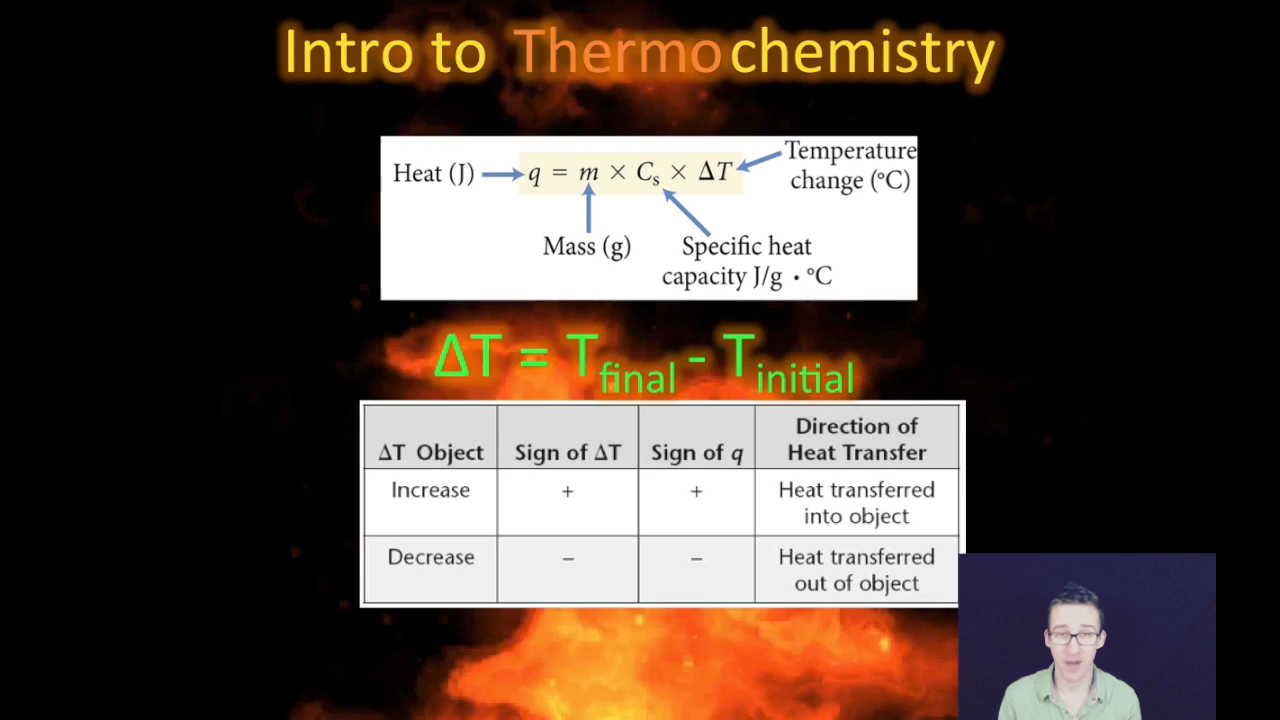 Intro to Thermochemistry
Heat (J)
q = m × Cs × ΔT
Temperature
change (°C)
Mass (g)
Specific heat
capacity J/g • °C
ΔT = Tfinal - Tinitial
ΔT Object
Sign of ΔT
Sign of q
Direction of
Heat Transfer
Increase
+
+
Heat transferred
into object
Decrease
–
–
Heat transferred
out of object